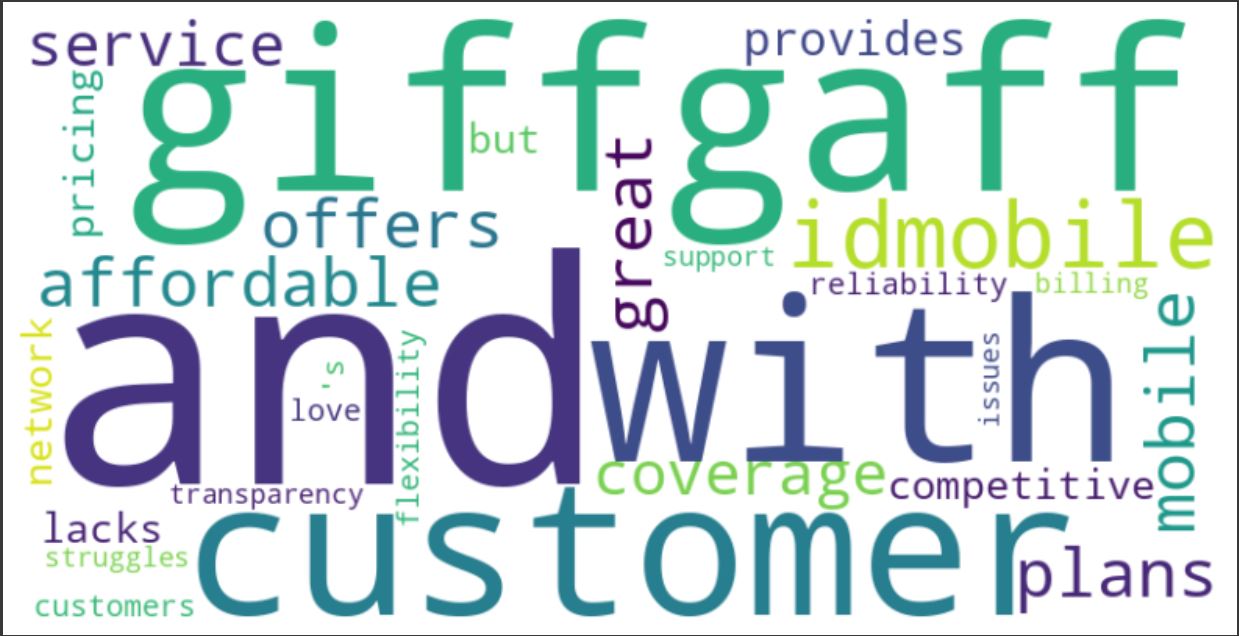 service
giffgaff
provides
pricing
but
great
offers
idmobile
support
affordable
reliability
billing
and
with
mobile
network
's
love
flexibility
issues
coverage
competitive
transparency
lacks
customer
plans
struggles
customers